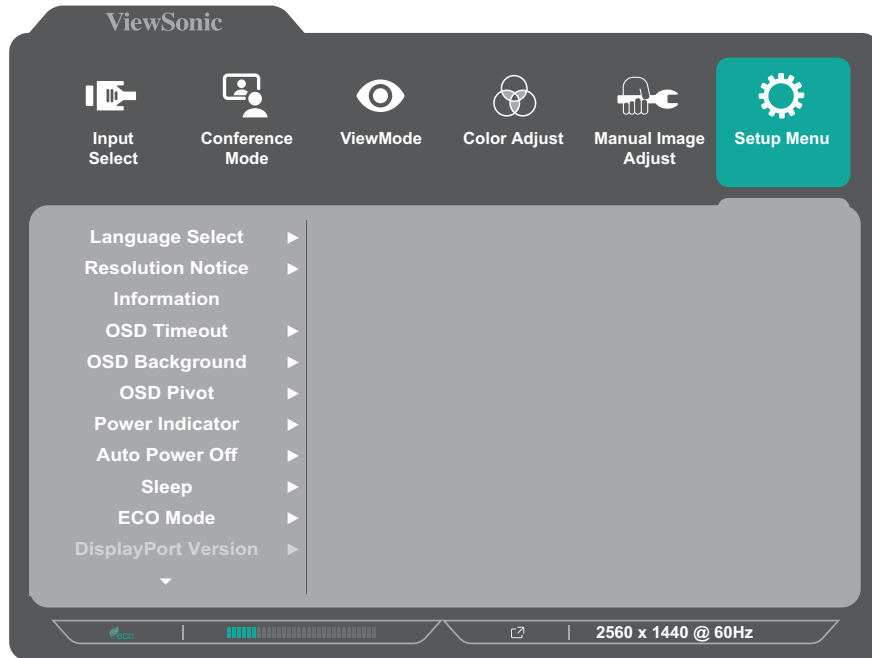 ViewSonic
Input
Select
Conference
Mode
ViewMode
Color Adjust
Manual Image
Adjust
Setup Menu
Language Select
Resolution Notice
Information
OSD Timeout
OSD Background
OSD Pivot
Power Indicator
Auto Power Off
Sleep
ECO Mode
DisplayPort Version
eco
2560 x 1440 @ 60Hz